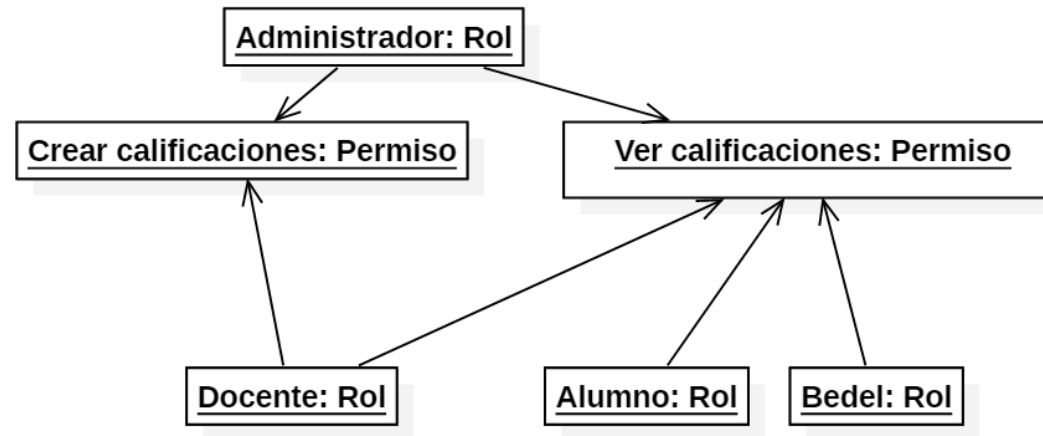 Administrador: Rol
Crear calificaciones: Permiso
Ver calificaciones: Permiso
Docente: Rol
Alumno: Rol
Bedel: Rol